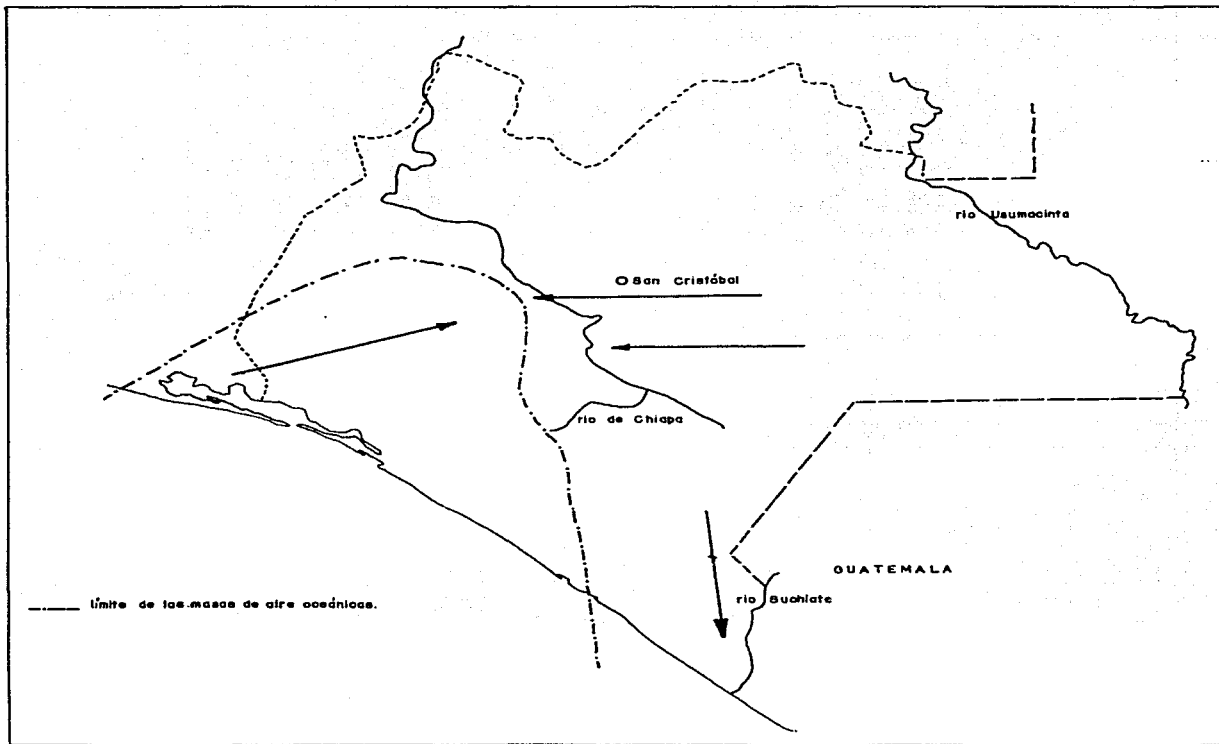 río Usumacinta
San Cristóbal
río de Chiapa
GUATEMALA
río Suchiate
límite de las masas de aire oceánicas.